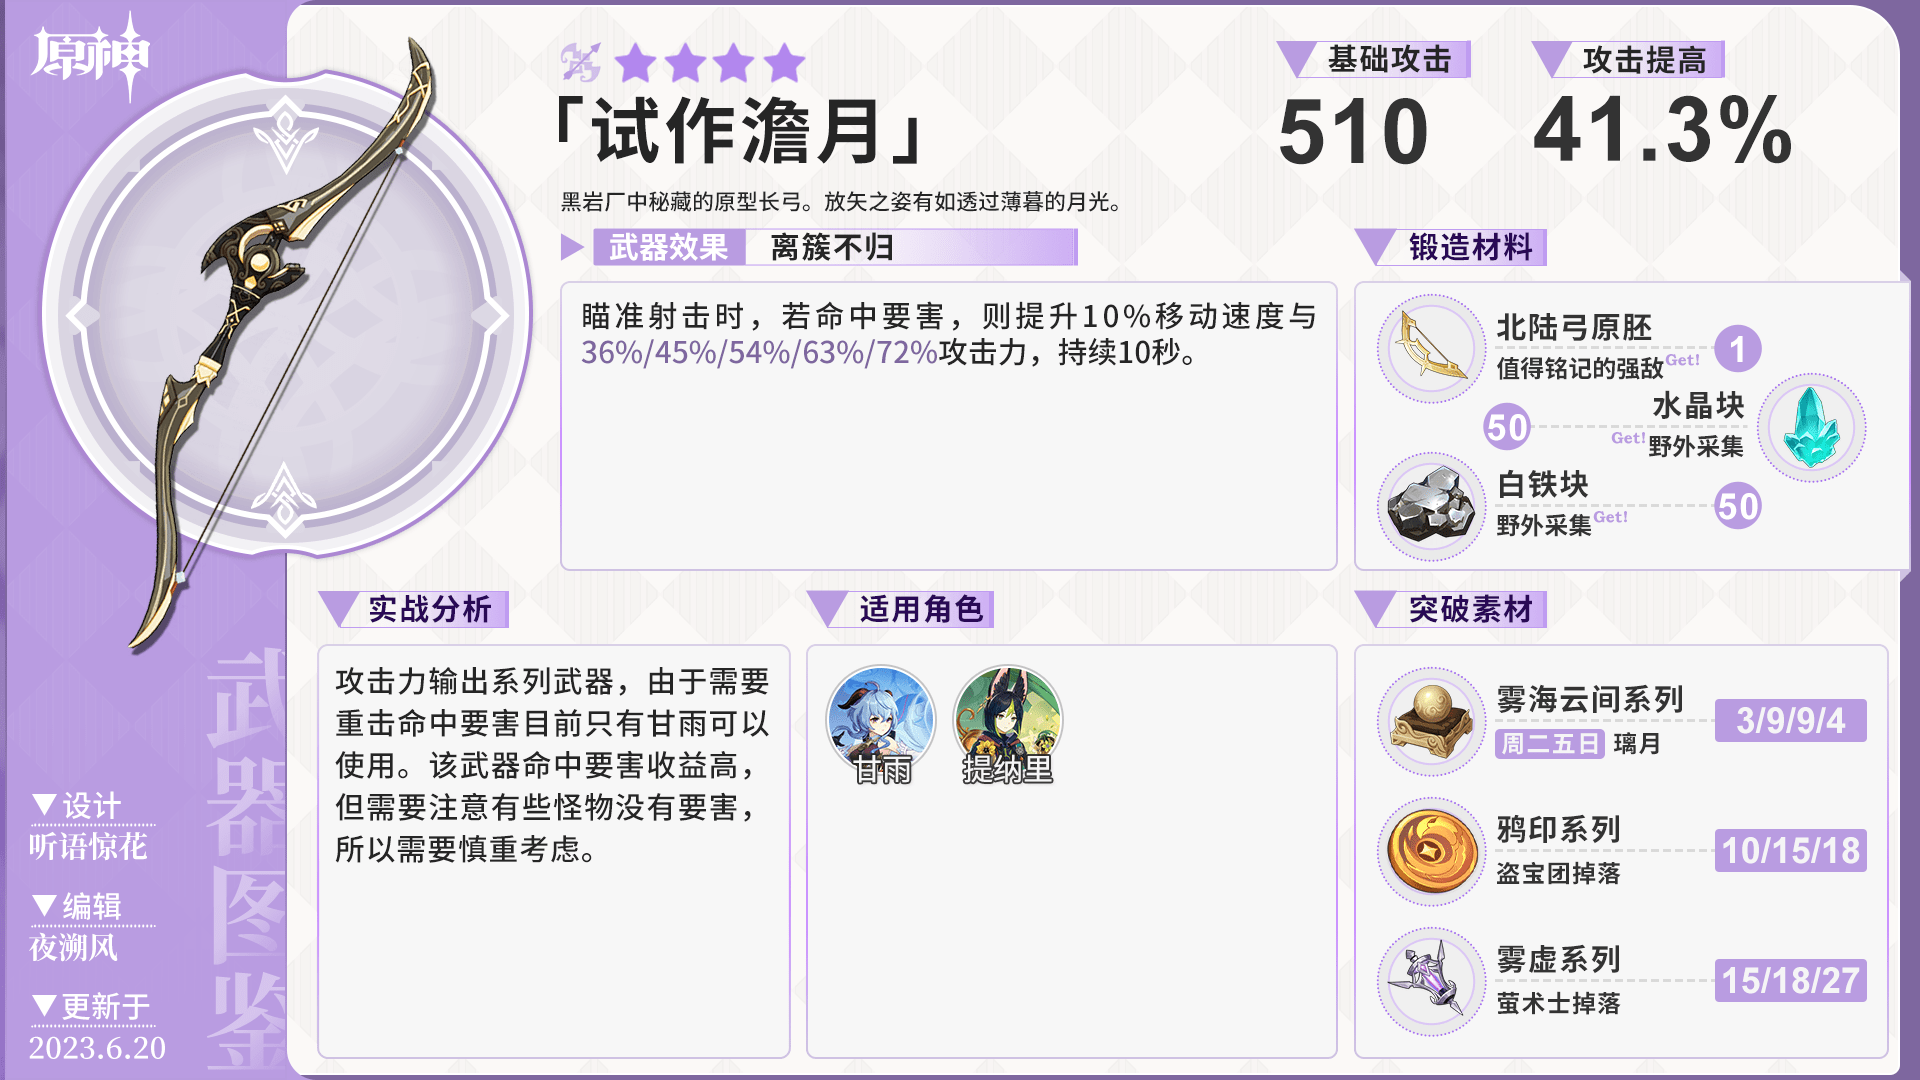 原神
「试作澹月」
黑岩厂中秘藏的原型长弓。放矢之姿有如透过薄暮的月光。
基础攻击
510
攻击提高
41.3%
武器效果 离簇不归
瞄准射击时，若命中要害，则提升10%移动速度与
36%/45%/54%/63%/72%攻击力，持续10秒。
锻造材料
北陆弓原胚
值得铭记的强敌Get!
1
水晶块
Get!野外采集
50
白铁块
野外采集Get!
50
实战分析
攻击力输出系列武器，由于需要
重击命中要害目前只有甘雨可以
使用。该武器命中要害收益高，
但需要注意有些怪物没有要害，
所以需要慎重考虑。
适用角色
甘雨
提纳里
突破素材
雾海云间系列
周二五日 璃月
3/9/9/4
鸦印系列
盗宝团掉落
10/15/18
雾虚系列
萤术士掉落
15/18/27
武器图鉴
▼设计
听语惊花
▼编辑
夜溯风
▼更新于
2023.6.20